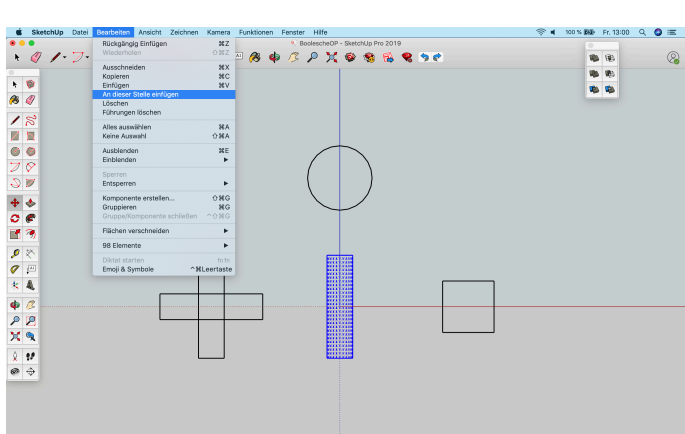 SketchUp Datei Bearbeiten Ansicht Zeichnen Kamera Funktionen Fenster Hilfe 100 % Fr. 13:00
BoolescheOP - SketchUp Pro 2019
Rückgängig Einfügen ⌘Z
Wiederholen ⇧⌘Z
Ausschneiden ⌘X
Kopieren ⌘C
Einfügen ⌘V
An dieser Stelle einfügen
Löschen
Führungen löschen
Alles auswählen ⌘A
Keine Auswahl ⇧⌘A
Ausblenden ⌘E
Einblenden
Sperren
Entsperren
Komponente erstellen... ⇧⌘G
Gruppieren ⌘G
Gruppe/Komponente schließen ^⇧⌘G
Flächen verschneiden
98 Elemente
Diktat starten fn fn
Emoji & Symbole ^⌘Leertaste